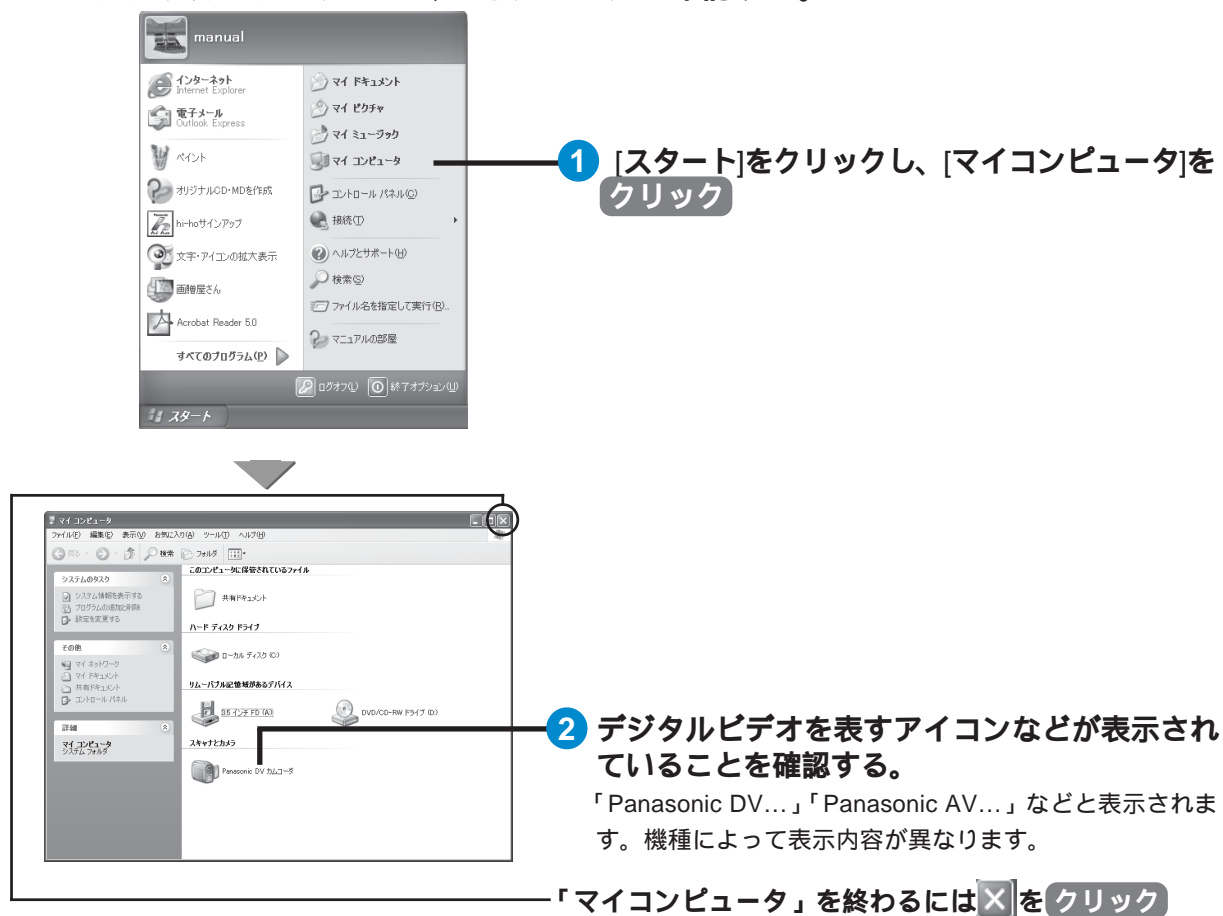 manual
インターネット
Internet Explorer
電子メール
Outlook Express
ペイント
オリジナルCD・MDを作成
hi-hoサインアップ
文字・アイコンの拡大表示
画贈屋さん
Acrobat Reader 5.0
すべてのプログラム(P)
マイ ドキュメント
マイ ピクチャ
マイ ミュージック
マイ コンピュータ
コントロール パネル(C)
接続(T)
ヘルプとサポート(H)
検索(S)
ファイル名を指定して実行(R)...
マニュアルの部屋
ログオフ(L) 終了オプション(U)
スタート
1 [スタート]をクリックし、[マイコンピュータ]を
クリック
マイ コンピュータ
ファイル(F) 編集(E) 表示(V) お気に入り(A) ツール(T) ヘルプ(H)
戻る 検索 フォルダ
システムのタスク
システム情報を表示する
プログラムの追加と削除
設定を変更する
その他
マイ ネットワーク
マイ ドキュメント
共有ドキュメント
コントロール パネル
詳細
マイ コンピュータ
システム フォルダ
このコンピュータに保管されているファイル
共有ドキュメント
ハード ディスク ドライブ
ローカル ディスク (C)
リムーバブル記憶域があるデバイス
3.5 インチ FD (A) DVD/CD-RW ドライブ (D)
スキャナとカメラ
Panasonic DV カムコーダ
2 デジタルビデオを表すアイコンなどが表示され
ていることを確認する。
「Panasonic DV…」「Panasonic AV…」などと表示されま
す。機種によって表示内容が異なります。
「マイコンピュータ」を終わるには×をクリック